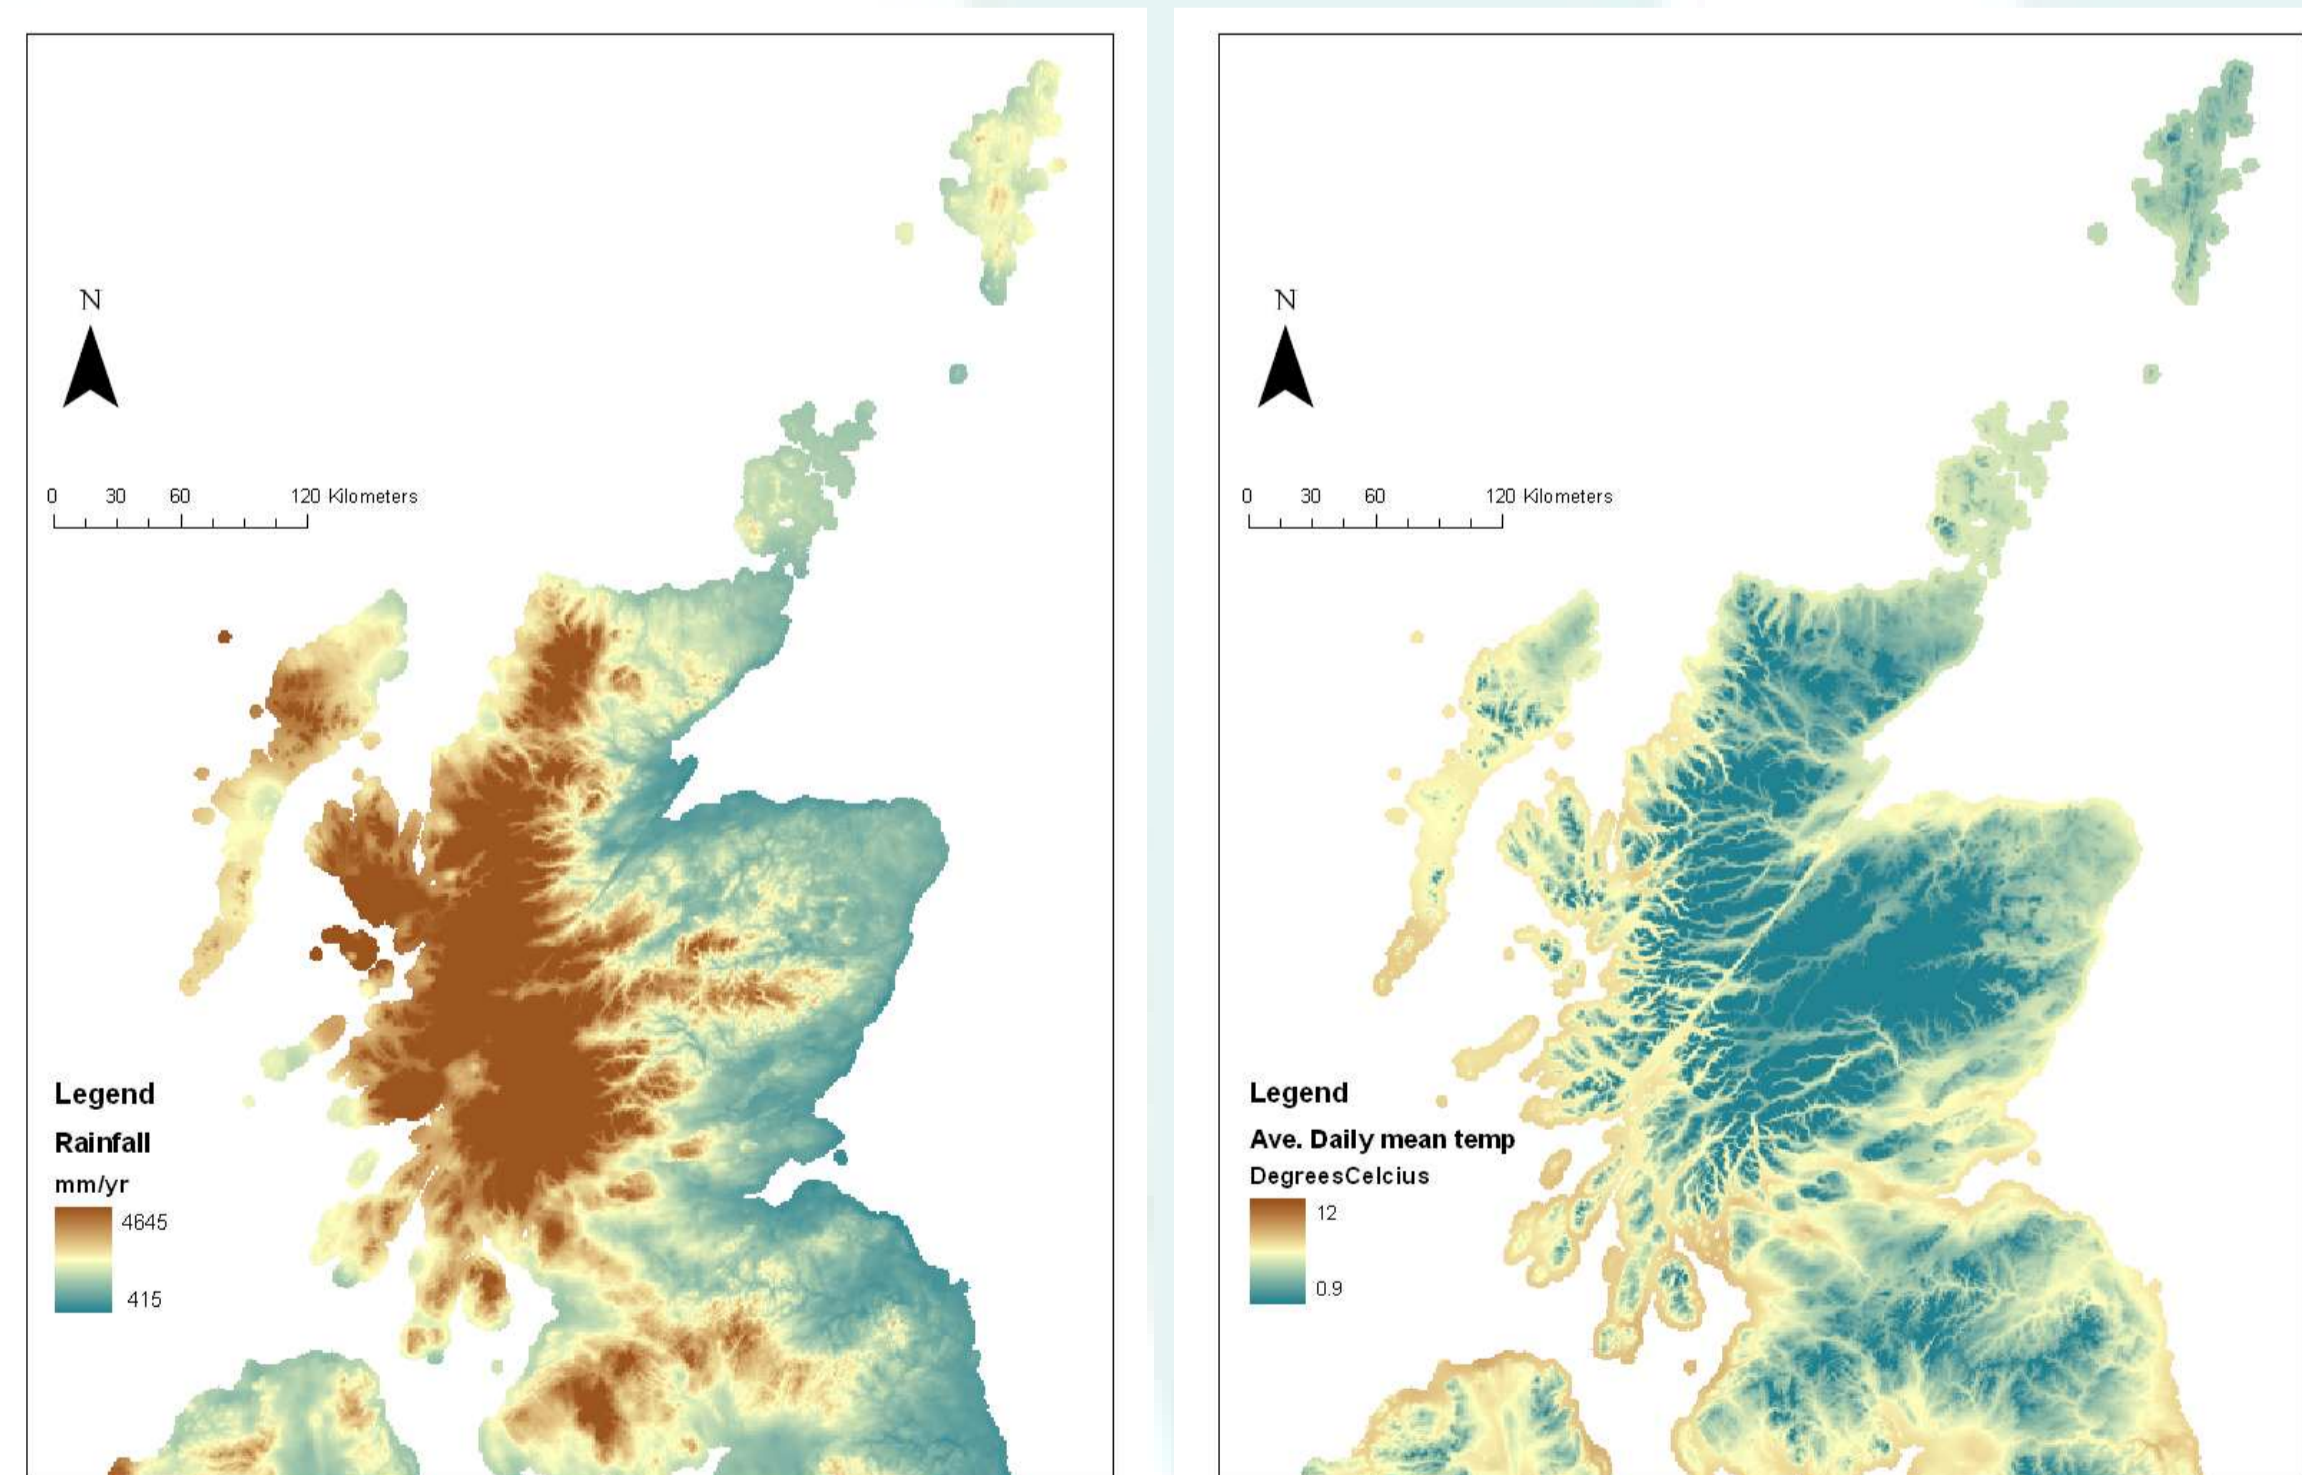 N
0 30 60 120 Kilometers
Legend
Rainfall
mm/yr
4645
415
N
0 30 60 120 Kilometers
Legend
Ave. Daily mean temp
DegreesCelcius
12
0.9